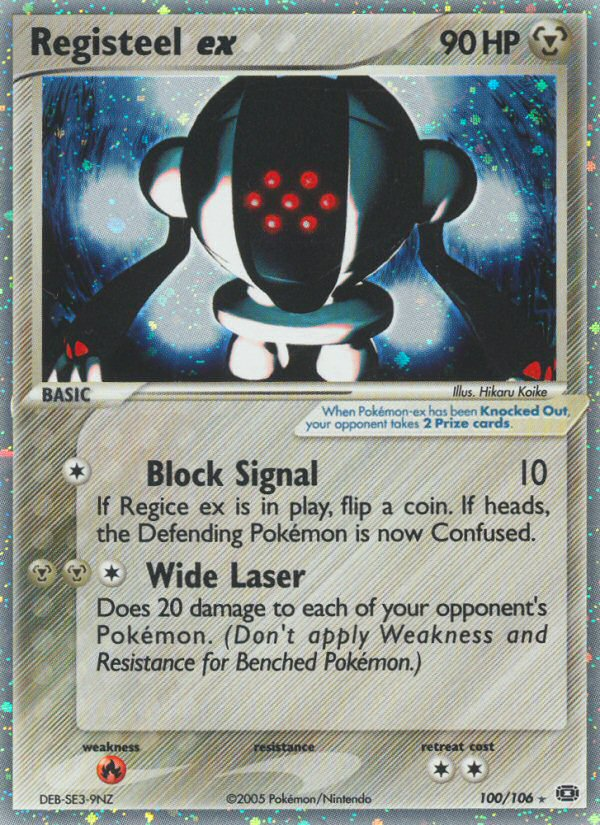 Registeel ex 90 HP
BASIC
Illus. Hikaru Koike
When Pokémon-ex has been Knocked Out,
your opponent takes 2 Prize cards.
Block Signal 10
If Regice ex is in play, flip a coin. If heads,
the Defending Pokémon is now Confused.
Wide Laser
Does 20 damage to each of your opponent's
Pokémon. (Don't apply Weakness and
Resistance for Benched Pokémon.)
weakness resistance retreat cost
DEB-SE3-9NZ ©2005 Pokémon/Nintendo 100/106 ★